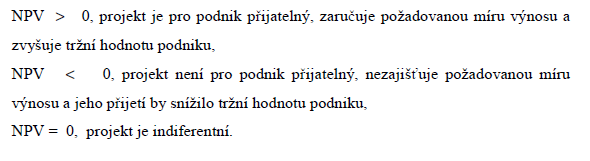 NPV > 0, projekt je pro podnik přijatelný, zaručuje požadovanou míru výnosu a
zvyšuje tržní hodnotu podniku,
NPV < 0, projekt není pro podnik přijatelný, nezajišťuje požadovanou míru
výnosu a jeho přijetí by snížilo tržní hodnotu podniku,
NPV = 0, projekt je indiferentní.